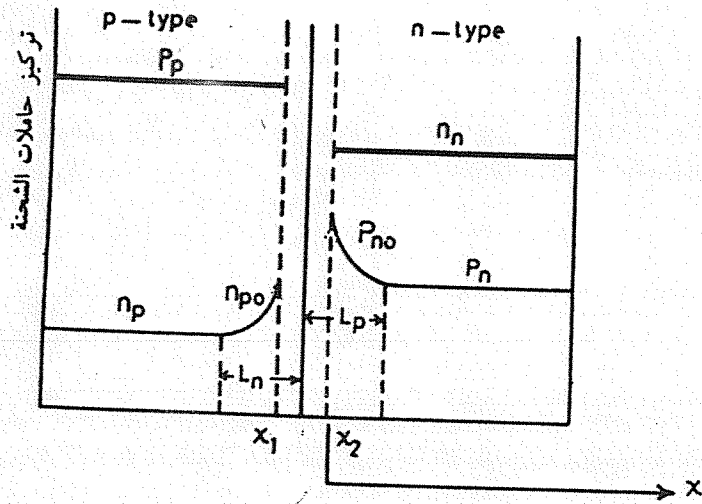 p-type
n-type
تركيز حاملات الشحنة
Pp
nn
Pno
Pn
np
npo
Lp
Ln
x1
x2
x